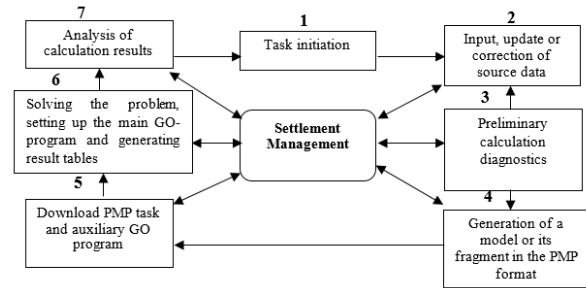 7
Analysis of
calculation results
1
Task initiation
2
Input, update or
correction of
source data
6
Solving the problem,
setting up the main GO-
program and generating
result tables
Settlement
Management
3
Preliminary
calculation
diagnostics
5
Download PMP task
and auxiliary GO
program
4
Generation of a
model or its
fragment in the PMP
format